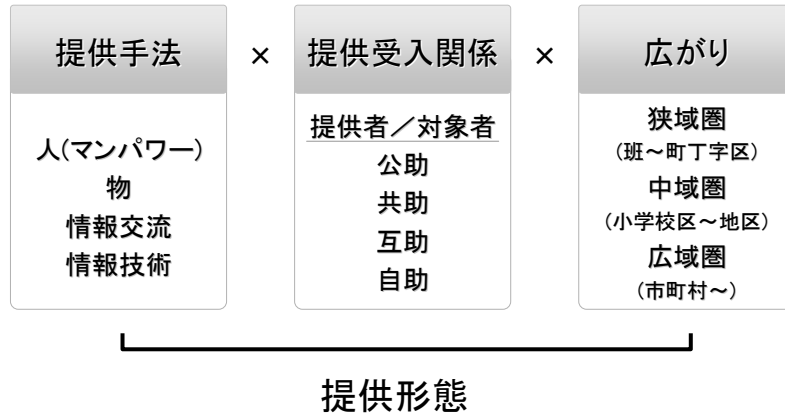 提供手法
×
提供受入関係
×
広がり
人(マンパワー)
物
情報交流
情報技術
提供者／対象者
公助
共助
互助
自助
狭域圏
(班～町丁字区)
中域圏
(小学校区～地区)
広域圏
(市町村～)
提供形態